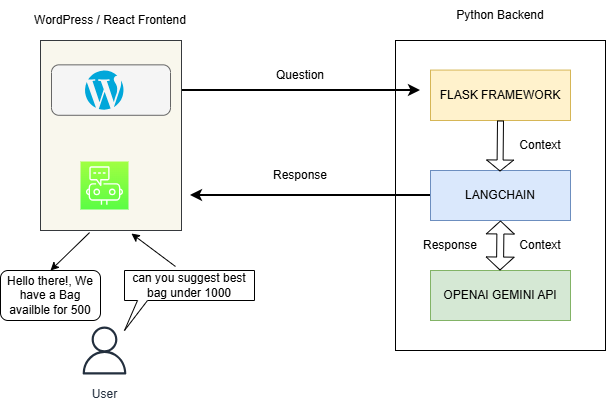 WordPress / React Frontend
Python Backend
Question
FLASK FRAMEWORK
Context
Response
LANGCHAIN
Response
Context
OPENAI GEMINI API
Hello there!, We
have a Bag
availble for 500
can you suggest best
bag under 1000
User